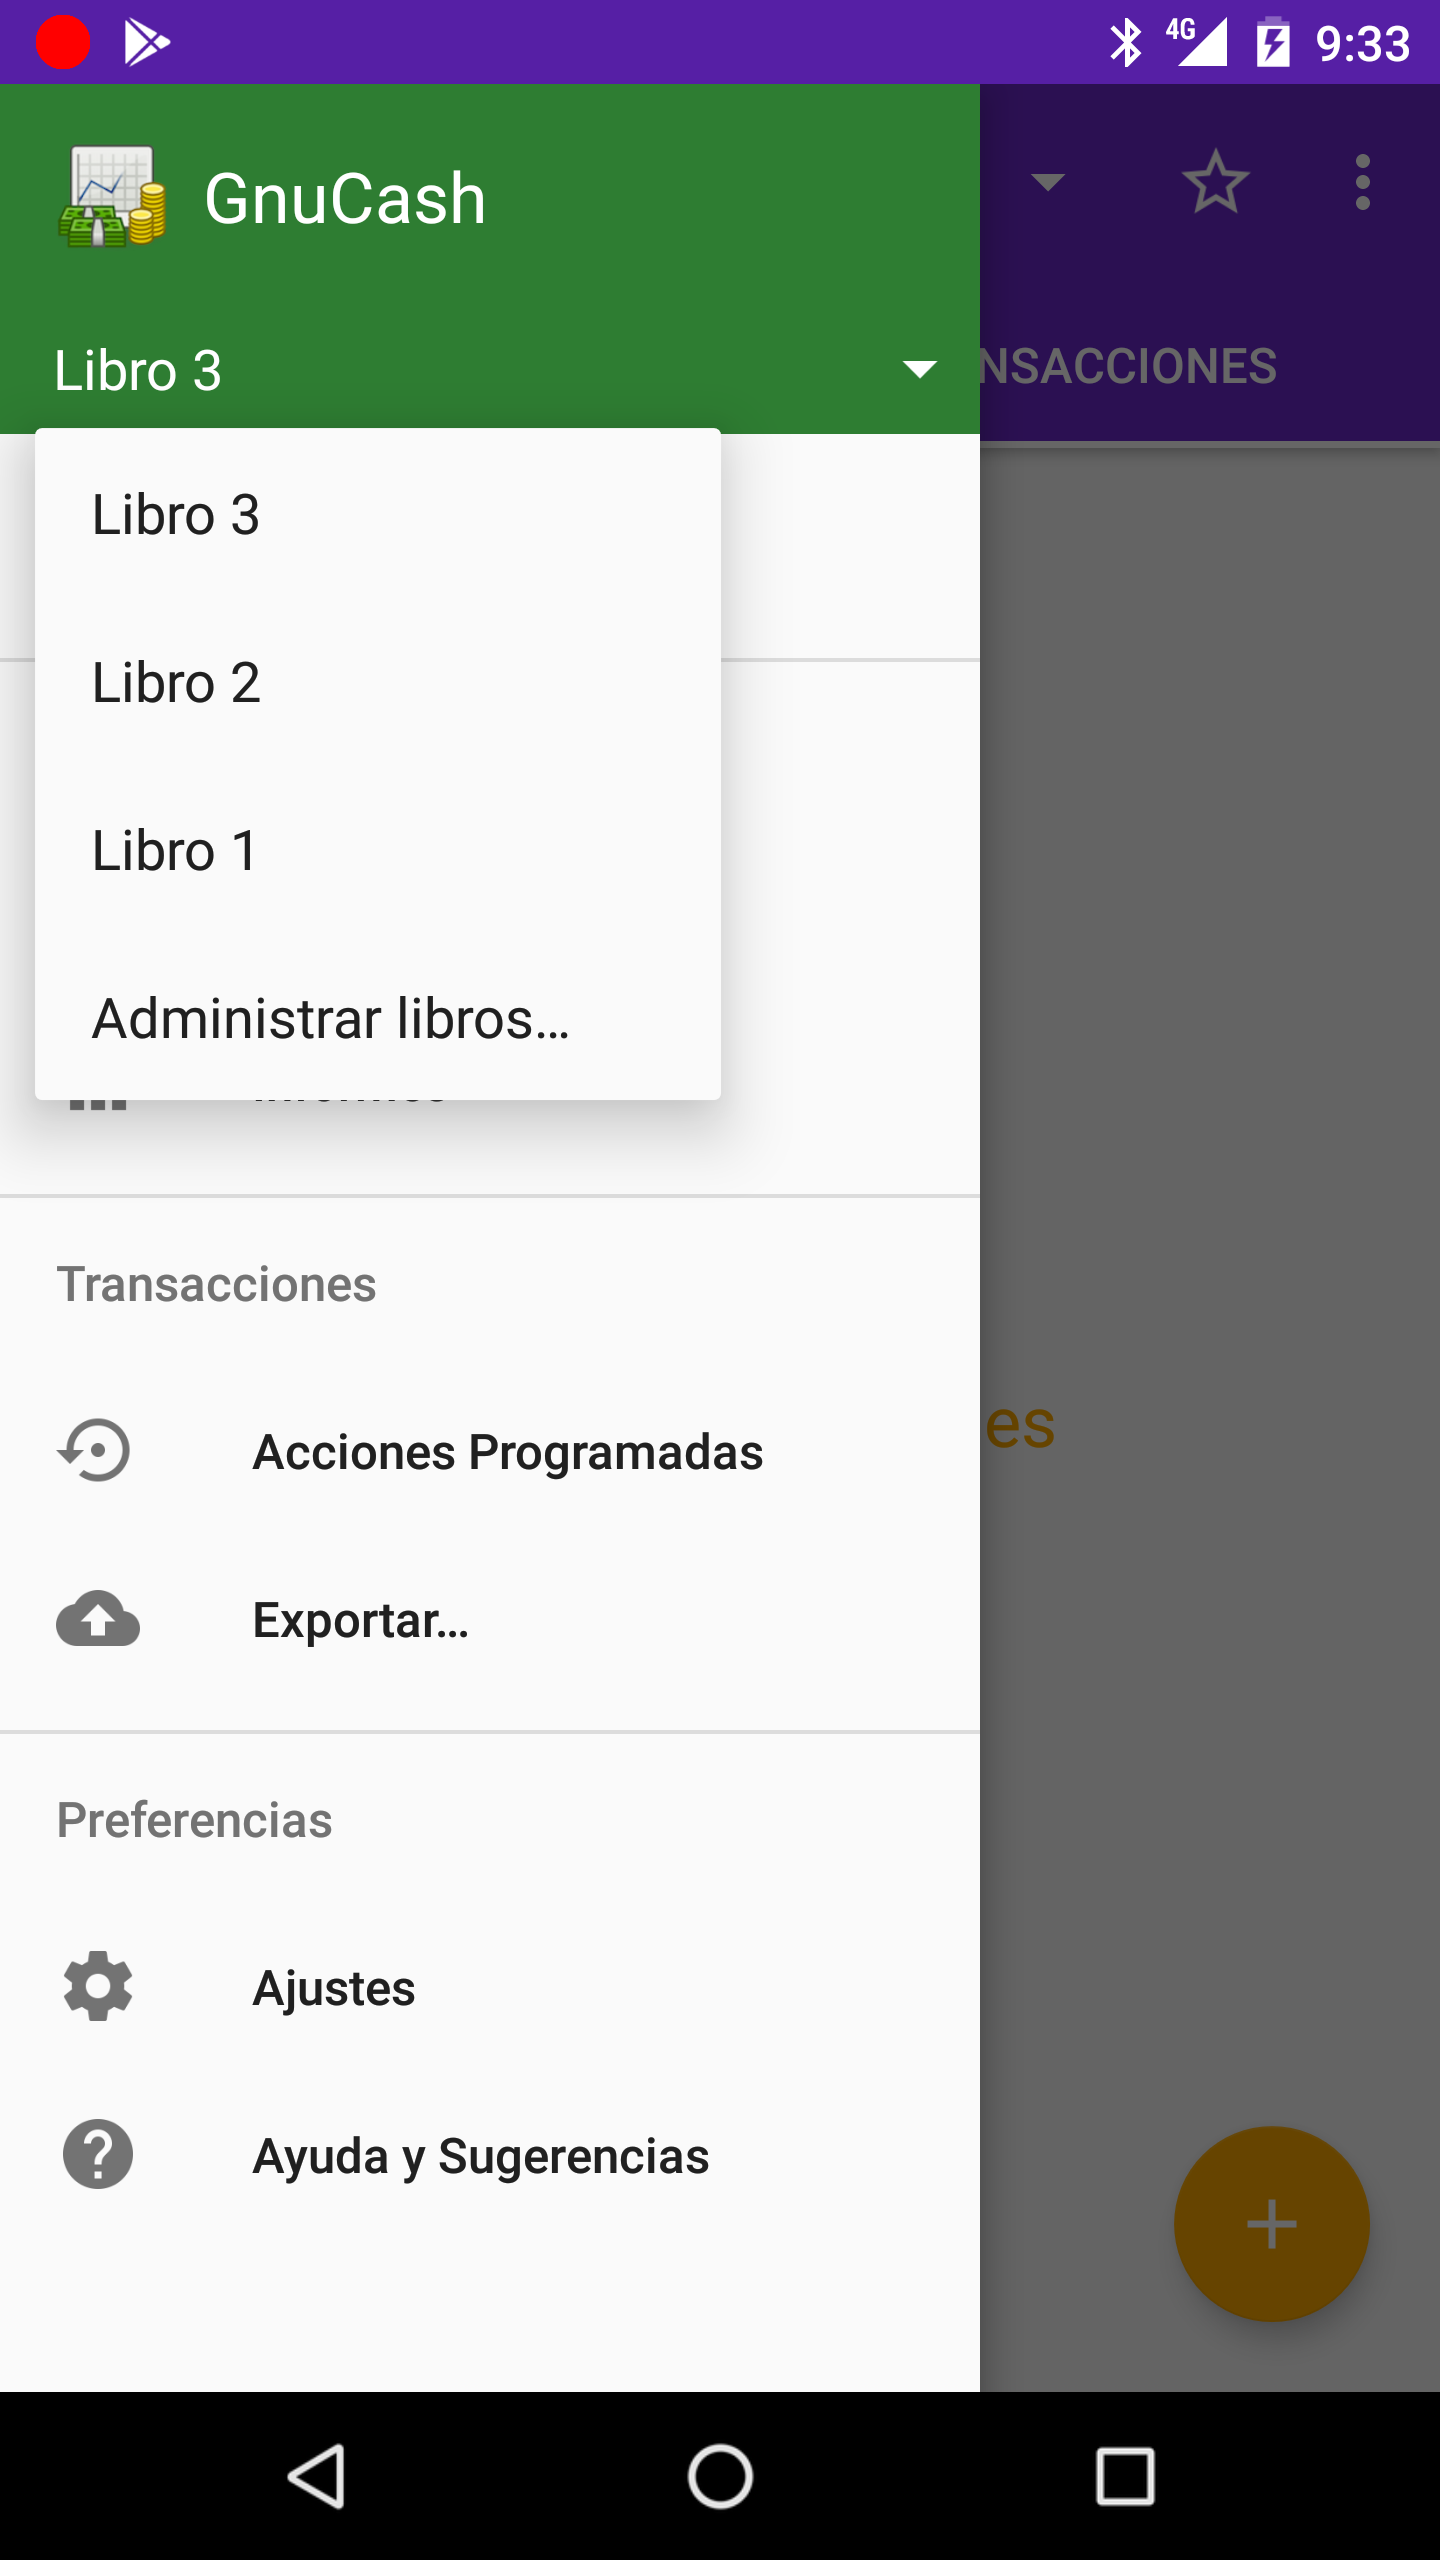 4G 9:33
GnuCash
Libro 3
NSACCIONES
Libro 3
Libro 2
Libro 1
Administrar libros...
Transacciones
Acciones Programadas
es
Exportar...
Preferencias
Ajustes
Ayuda y Sugerencias